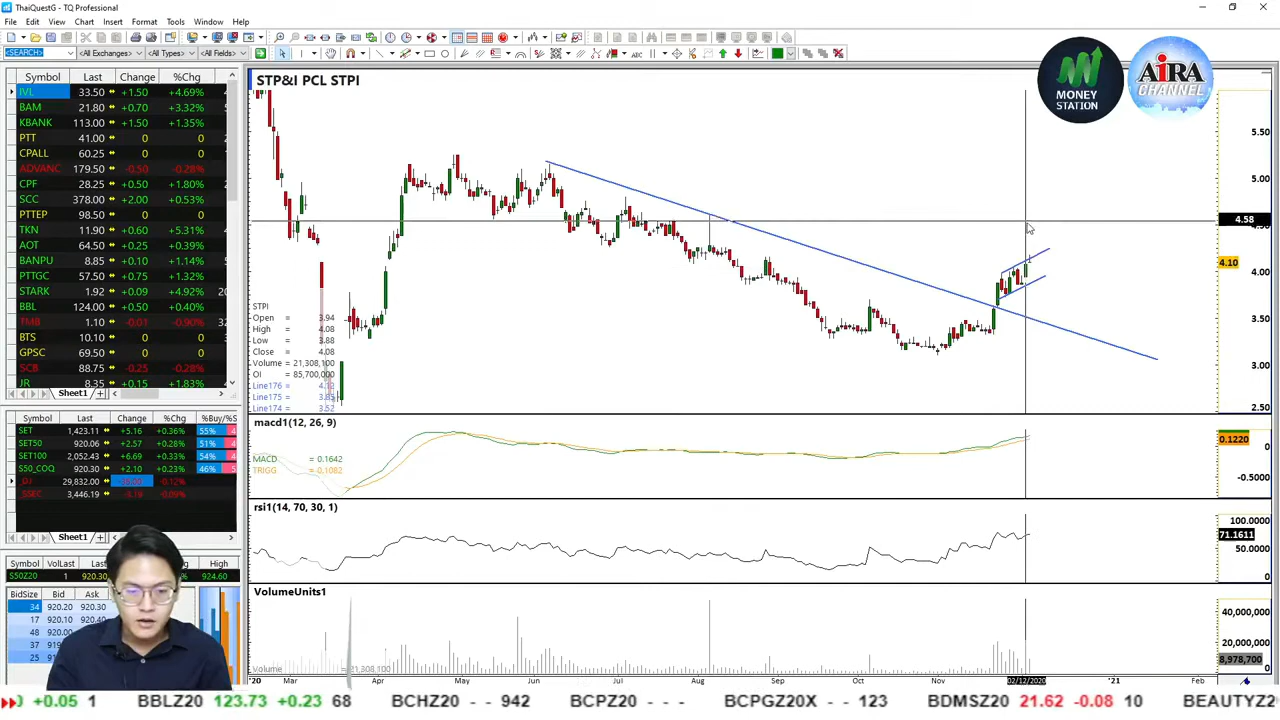 ThaiQuestG - TQ Professional
File Edit View Chart Insert Format Tools Window Help
<SEARCH> <All Exchanges> <All Types> <All Fields>
Symbol Last Change %Chg
IVL 33.50 +1.50 +4.69%
BAM 21.80 +0.70 +3.32%
KBANK 113.00 +1.50 +1.35%
PTT 41.00 0 0
CPALL 60.25 0 0
ADVANC 179.50 -0.50 -0.28%
CPF 28.25 +0.50 +1.80%
SCC 378.00 +2.00 +0.53%
PTTEP 98.50 0 0
TKN 11.90 +0.60 +5.31%
AOT 64.50 +0.25 +0.39%
BANPU 8.85 +0.10 +1.14%
PTTGC 57.50 +0.75 +1.32%
STARK 1.92 +0.09 +4.92%
BBL 124.00 +0.50 +0.40%
TMB 1.10 -0.01 -0.90%
BTS 10.10 0 0
GPSC 69.50 0 0
SCB 88.75 -0.25 -0.28%
JR 8.35 +0.15 +1.83%
Sheet1
Symbol Last Change %Chg %Buy/%S
SET 1,423.11 +5.16 +0.36% 55%
SET50 920.06 +2.57 +0.28% 51%
SET100 2,052.43 +6.69 +0.33% 54%
S50_COQ 920.30 +2.10 +0.23% 46%
.DJ 29,832.00 -0.12%
SSEC 3,446.19 -4.19 -0.09%
Sheet1
Symbol VolLast Last High
S50Z20 1 920.30 924.60
BidSize Bid Ask
34 920.20 920.30
17 920.10
48 920.00
37
25
STP&I PCL STPI
MONEY
STATION
AiRA
CHANNEL
5.50
5.00
4.58
4.50
4.10
4.00
3.50
3.00
2.50
STPI
Open = 3.94
High = 4.08
Low = 3.88
Close = 4.08
Volume = 21,308,100
OI = 85,700,000
Line176 =
Line175 =
Line174 = 3.52
macd1(12, 26, 9)
MACD = 0.1642
TRIGG = 0.1082
0.1220
0
-0.5000
rsi1(14, 70, 30, 1)
100.0000
71.1611
50.0000
0
VolumeUnits1
40,000,000
20,000,000
8,978,700
0
Volume = 21,308,100
'20 Mar Apr May Jun Jul Aug Sep Oct Nov 02/12/2020 '21 Feb
+0.05 1 BBLZ20 123.73 +0.23 68 BCHZ20 - - 942 BCPZ20 - - - BCPGZ20X - - 123 BDMSZ20 21.62 -0.08 10 BEAUTYZ2